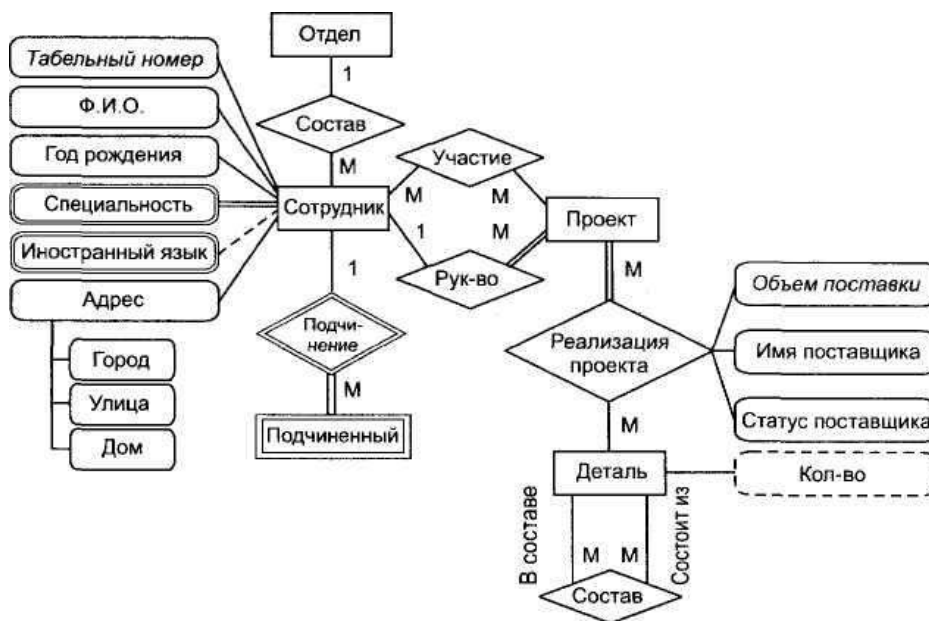 Отдел
Табельный номер
1
Ф.И.О.
Состав
Год рождения
М
Участие
Специальность
Сотрудник
М
М
Проект
Иностранный язык
1
М
1
Рук-во
М
Адрес
Объем поставки
Подчи-
нение
Реализация
проекта
Имя поставщика
Город
М
Улица
Статус поставщика
Подчиненный
М
Дом
Деталь
Кол-во
В составе
Состоит из
М
М
Состав